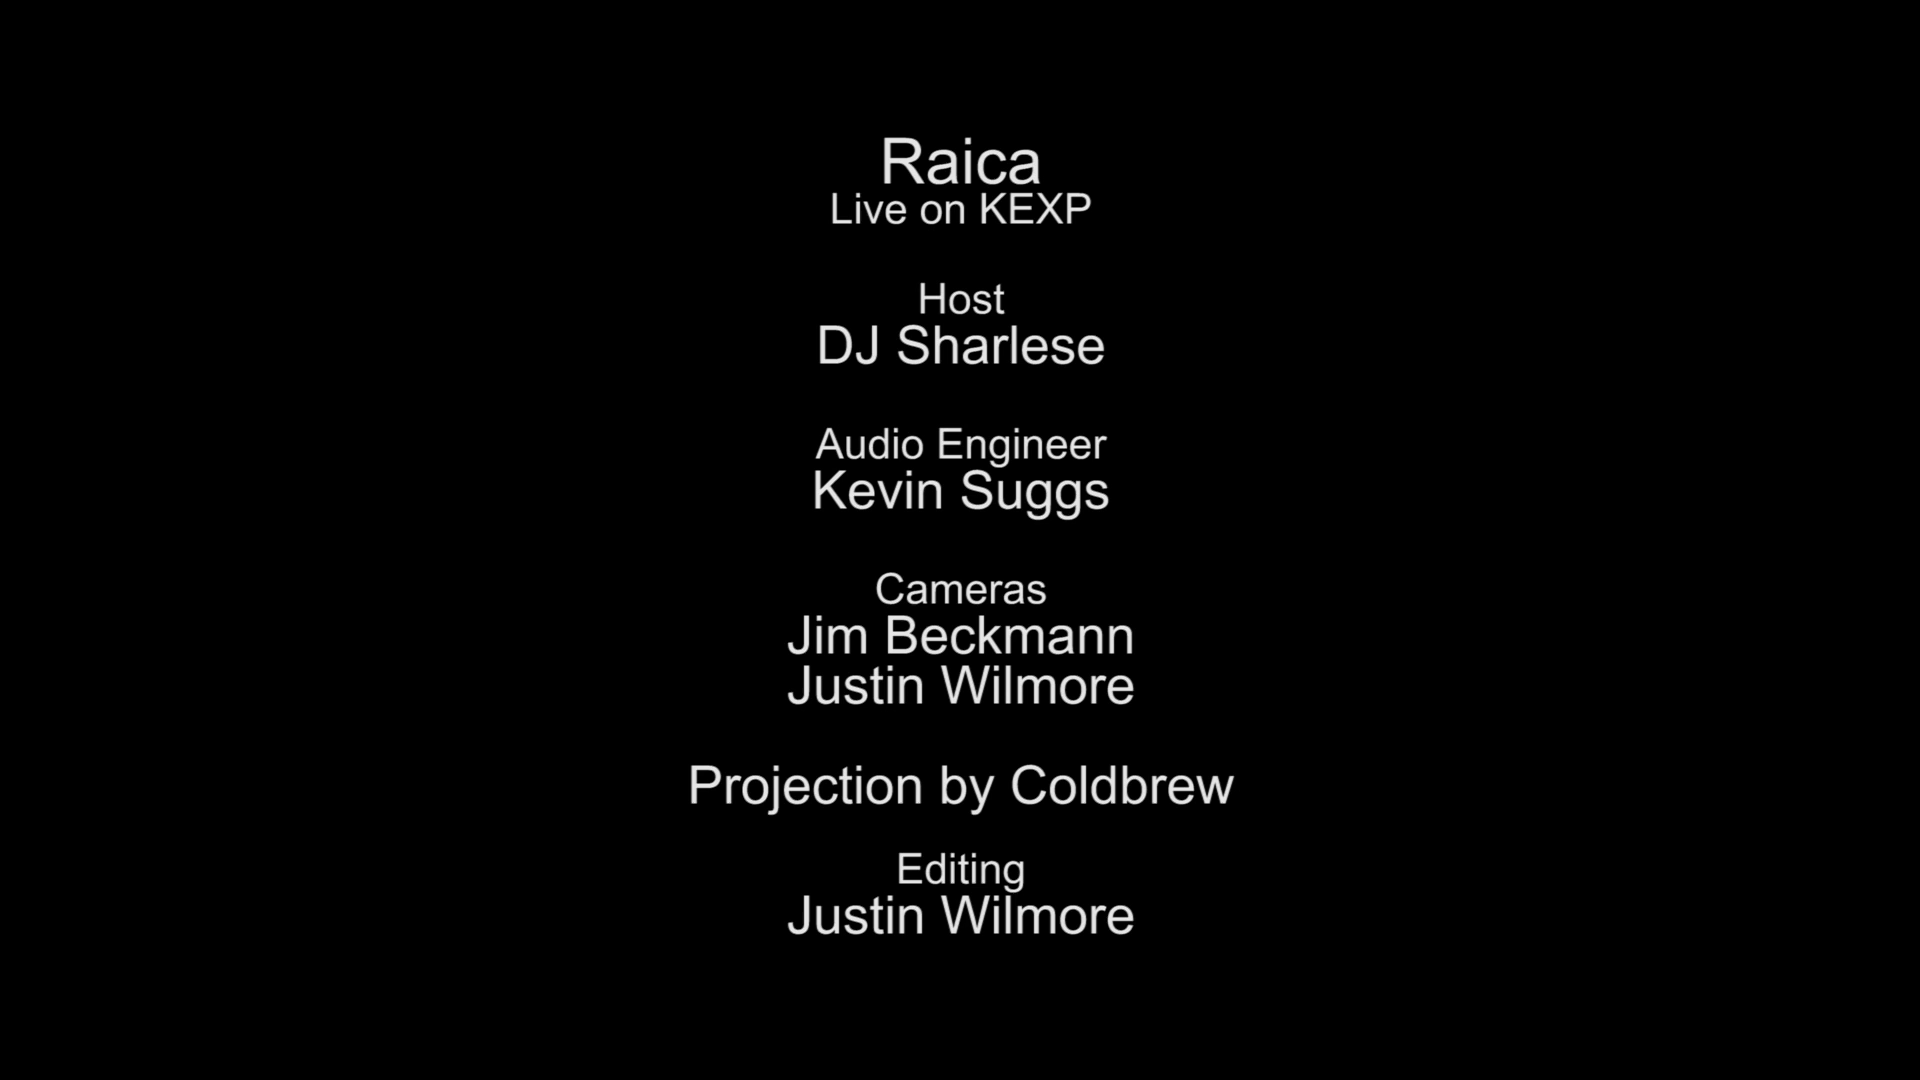 Raica
Live on KEXP
Host
DJ Sharlese
Audio Engineer
Kevin Suggs
Cameras
Jim Beckmann
Justin Wilmore
Projection by Coldbrew
Editing
Justin Wilmore